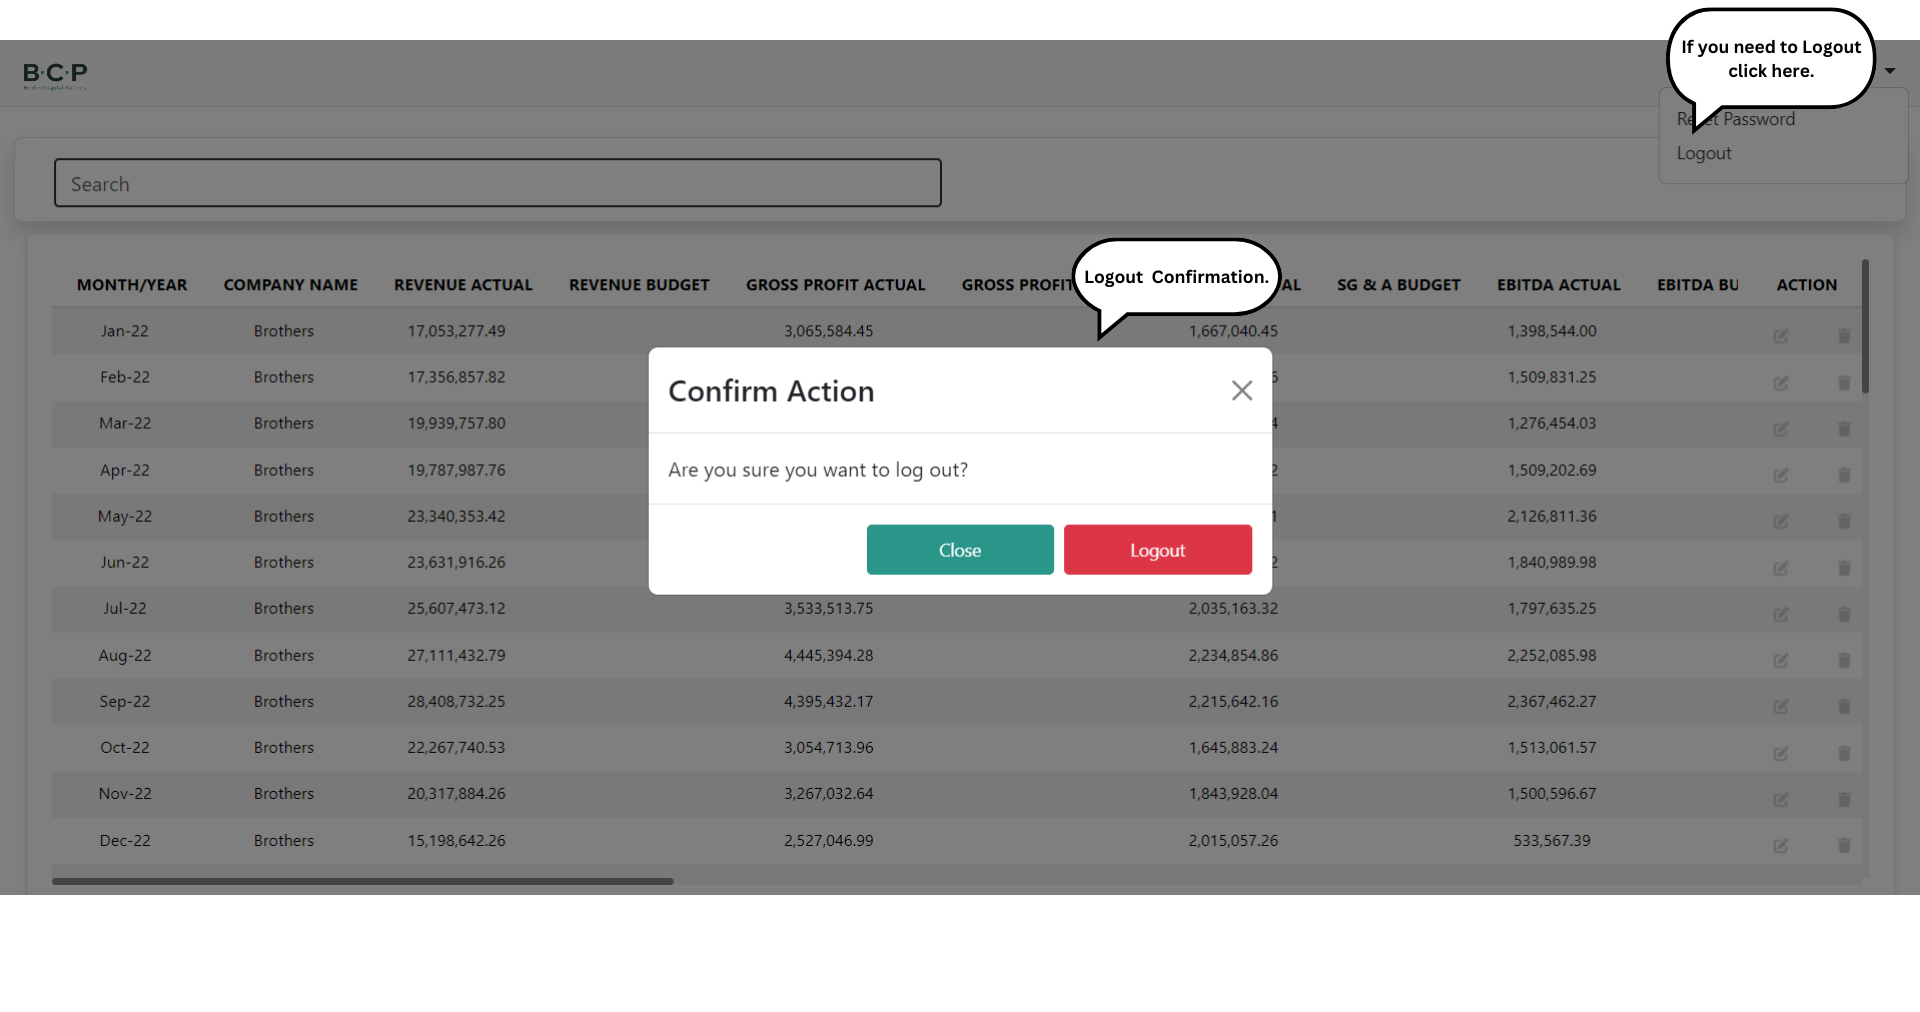 If you need to Logout
click here.
B·C·P
Password
Logout
Search
Logout Confirmation.
MONTH/YEAR COMPANY NAME REVENUE ACTUAL REVENUE BUDGET GROSS PROFIT ACTUAL GROSS PROFIT AL SG & A BUDGET EBITDA ACTUAL EBITDA BU ACTION
Jan-22 Brothers 17,053,277.49 3,065,584.45 1,667,040.45 1,398,544.00
Feb-22 Brothers 17,356,857.82 6 1,509,831.25
Mar-22 Brothers 19,939,757.80 4 1,276,454.03
Apr-22 Brothers 19,787,987.76 2 1,509,202.69
May-22 Brothers 23,340,353.42 1 2,126,811.36
Jun-22 Brothers 23,631,916.26 2 1,840,989.98
Jul-22 Brothers 25,607,473.12 3,533,513.75 2,035,163.32 1,797,635.25
Aug-22 Brothers 27,111,432.79 4,445,394.28 2,234,854.86 2,252,085.98
Sep-22 Brothers 28,408,732.25 4,395,432.17 2,215,642.16 2,367,462.27
Oct-22 Brothers 22,267,740.53 3,054,713.96 1,645,883.24 1,513,061.57
Nov-22 Brothers 20,317,884.26 3,267,032.64 1,843,928.04 1,500,596.67
Dec-22 Brothers 15,198,642.26 2,527,046.99 2,015,057.26 533,567.39
Confirm Action
Are you sure you want to log out?
Close Logout